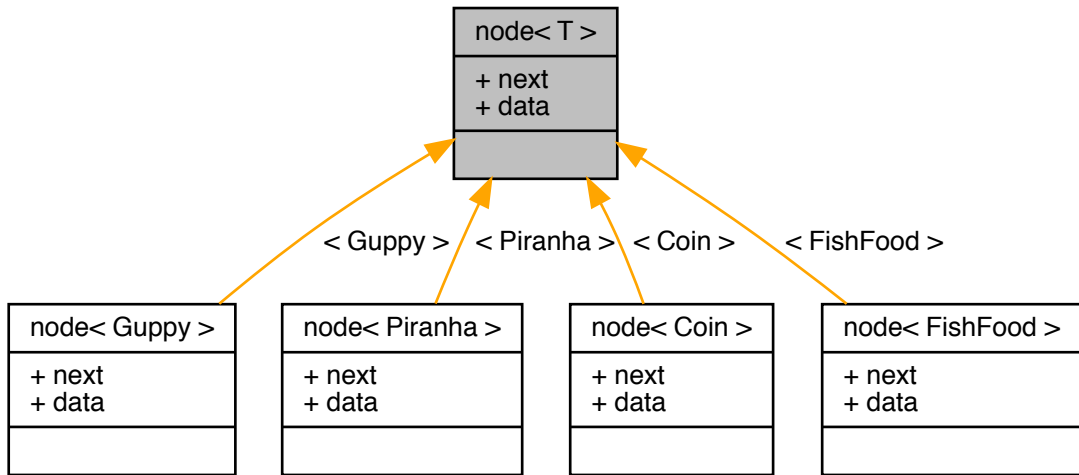 node< T >
+ next
+ data
< Guppy >
< Piranha >
< Coin >
< FishFood >
node< Guppy >
+ next
+ data
node< Piranha >
+ next
+ data
node< Coin >
+ next
+ data
node< FishFood >
+ next
+ data